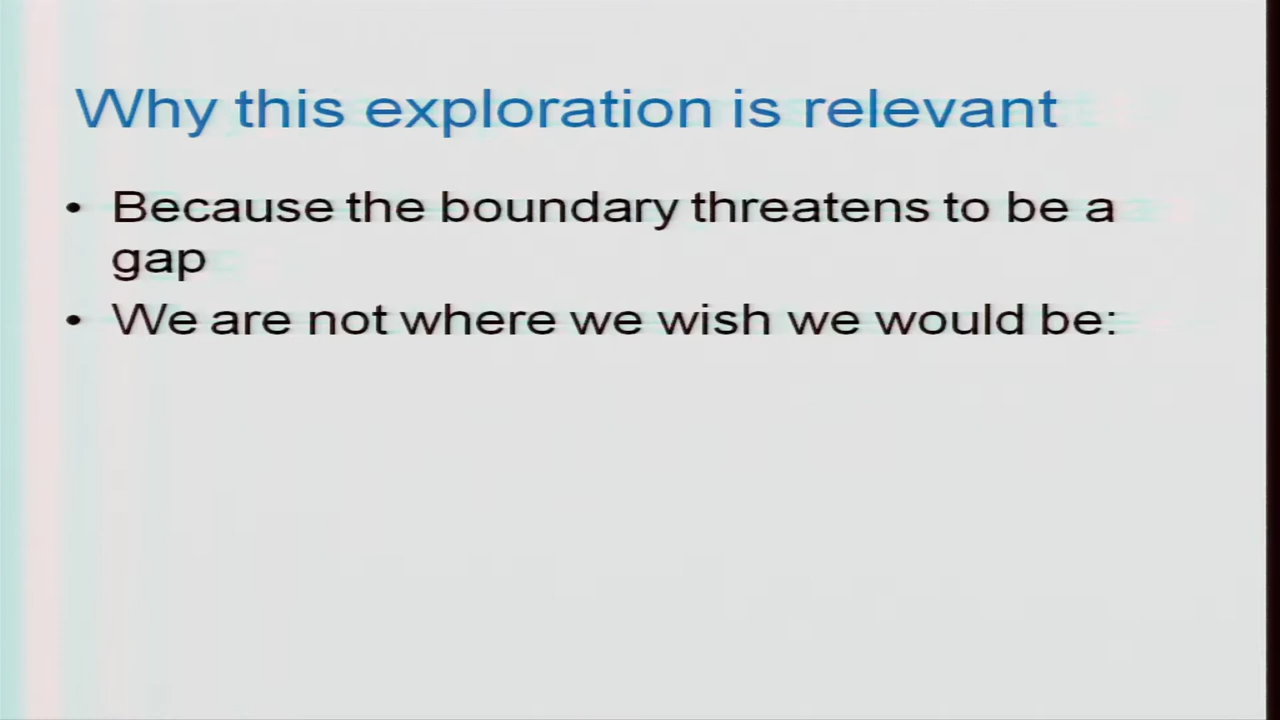 Why this exploration is relevant
• Because the boundary threatens to be a
gap
• We are not where we wish we would be: